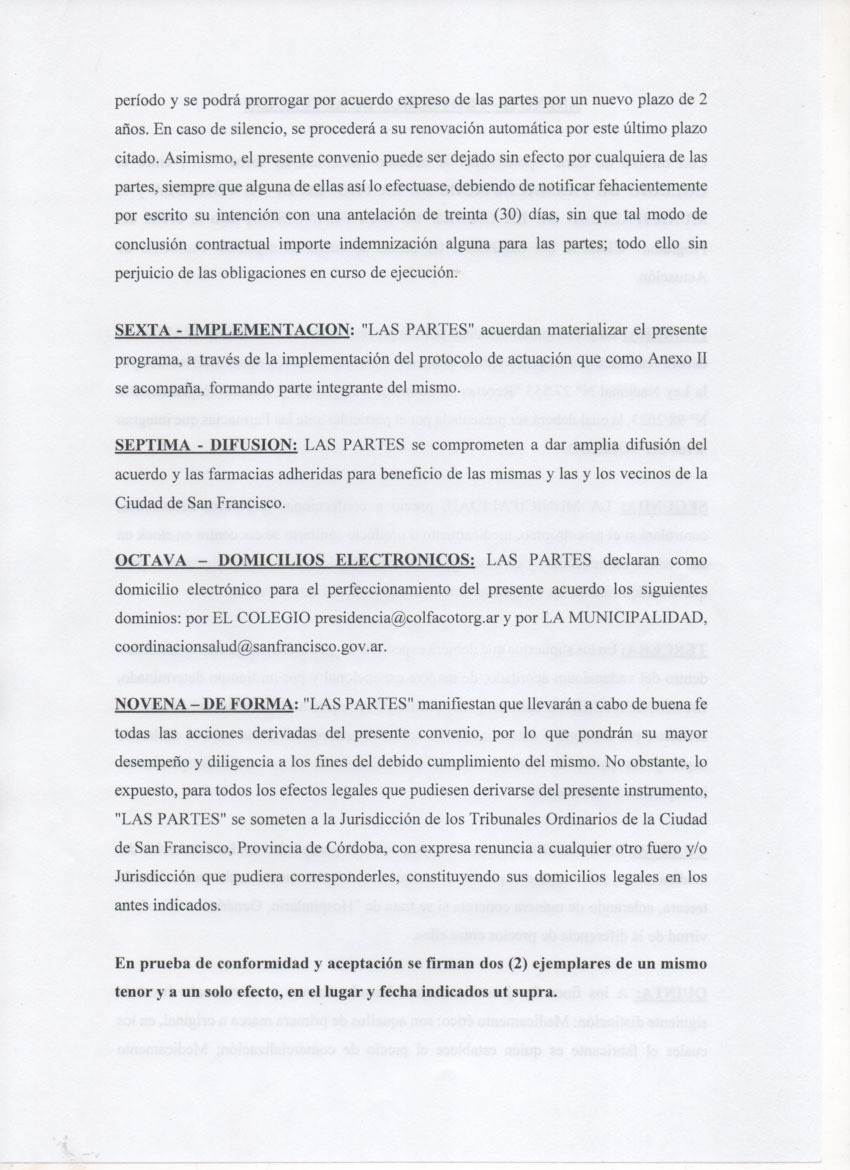 período y se podrá prorrogar por acuerdo expreso de las partes por un nuevo plazo de 2
años. En caso de silencio, se procederá a su renovación automática por este último plazo
citado. Asimismo, el presente convenio puede ser dejado sin efecto por cualquiera de las
partes, siempre que alguna de ellas así lo efectuase, debiendo de notificar fehacientemente
por escrito su intención con una antelación de treinta (30) días, sin que tal modo de
conclusión contractual importe indemnización alguna para las partes; todo ello sin
perjuicio de las obligaciones en curso de ejecución.
SEXTA - IMPLEMENTACION: "LAS PARTES" acuerdan materializar el presente
programa, a través de la implementación del protocolo de actuación que como Anexo II
se acompaña, formando parte integrante del mismo.
SEPTIMA - DIFUSION: LAS PARTES se comprometen a dar amplia difusión del
acuerdo y las farmacias adheridas para beneficio de las mismas y las y los vecinos de la
Ciudad de San Francisco.
OCTAVA – DOMICILIOS ELECTRONICOS: LAS PARTES declaran como
domicilio electrónico para el perfeccionamiento del presente acuerdo los siguientes
dominios: por EL COLEGIO presidencia@colfacotorg.ar y por LA MUNICIPALIDAD,
coordinacionsalud@sanfrancisco.gov.ar.
NOVENA – DE FORMA: "LAS PARTES" manifiestan que llevarán a cabo de buena fe
todas las acciones derivadas del presente convenio, por lo que pondrán su mayor
desempeño y diligencia a los fines del debido cumplimiento del mismo. No obstante, lo
expuesto, para todos los efectos legales que pudiesen derivarse del presente instrumento,
"LAS PARTES" se someten a la Jurisdicción de los Tribunales Ordinarios de la Ciudad
de San Francisco, Provincia de Córdoba, con expresa renuncia a cualquier otro fuero y/o
Jurisdicción que pudiera corresponderles, constituyendo sus domicilios legales en los
antes indicados.
En prueba de conformidad y aceptación se firman dos (2) ejemplares de un mismo
tenor y a un solo efecto, en el lugar y fecha indicados ut supra.